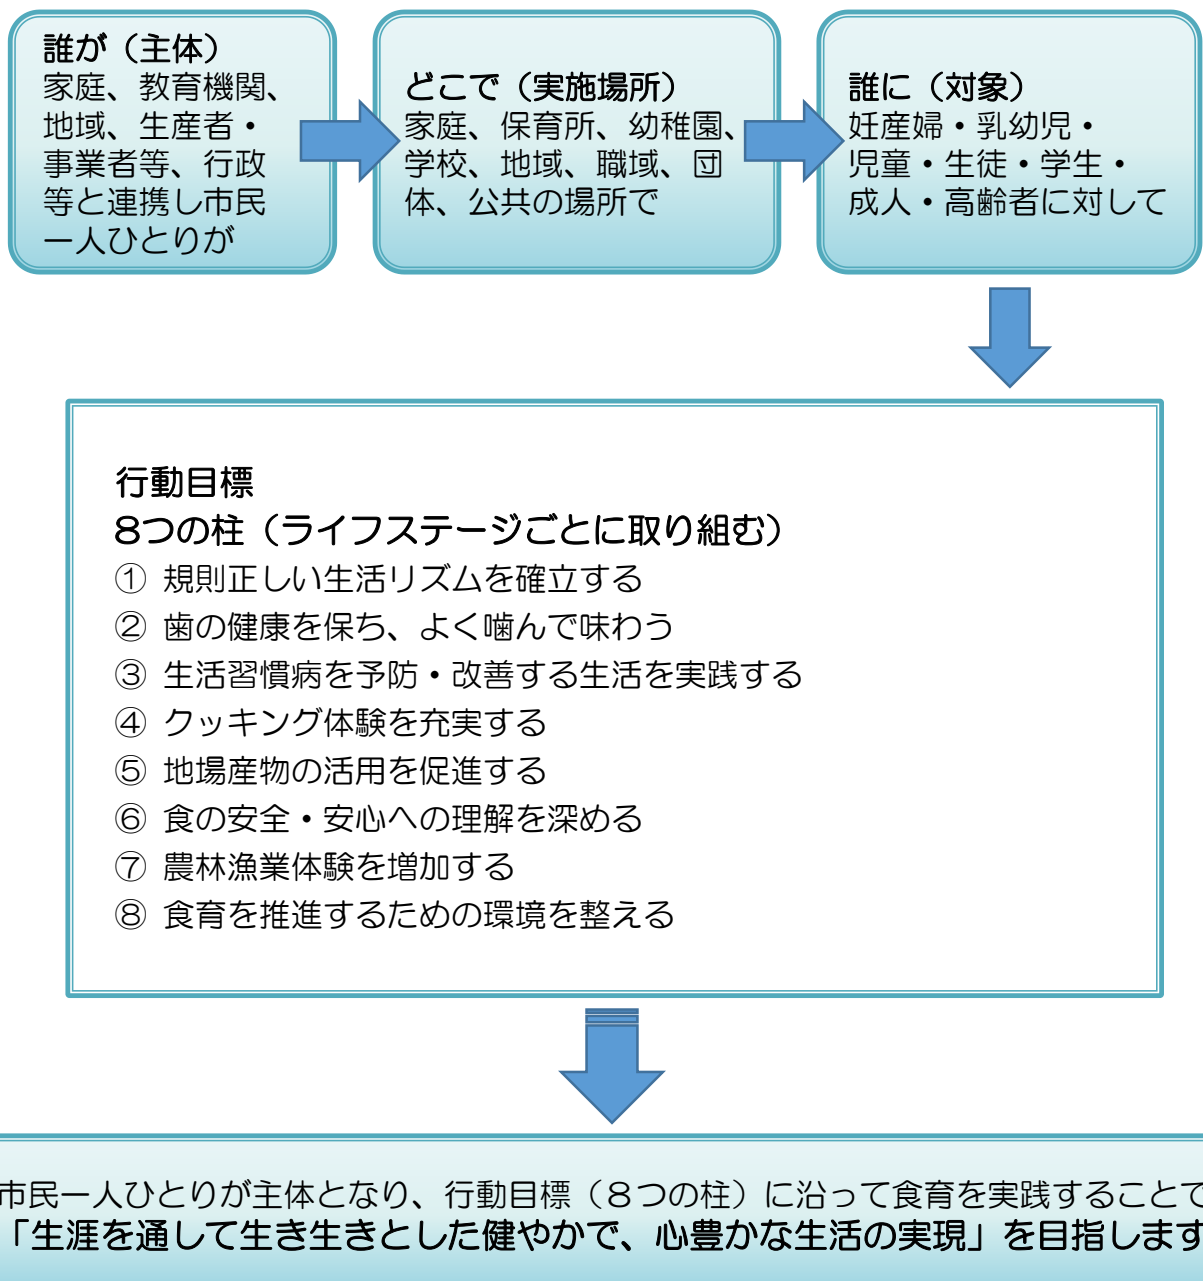 誰が（主体）
家庭、教育機関、
地域、生産者・
事業者等、行政
等と連携し市民
一人ひとりが
どこで（実施場所）
家庭、保育所、幼稚園、
学校、地域、職域、団
体、公共の場所で
誰に（対象）
妊産婦・乳幼児・
児童・生徒・学生・
成人・高齢者に対して
行動目標
8つの柱（ライフステージごとに取り組む）
① 規則正しい生活リズムを確立する
② 歯の健康を保ち、よく噛んで味わう
③ 生活習慣病を予防・改善する生活を実践する
④ クッキング体験を充実する
⑤ 地場産物の活用を促進する
⑥ 食の安全・安心への理解を深める
⑦ 農林漁業体験を増加する
⑧ 食育を推進するための環境を整える
市民一人ひとりが主体となり、行動目標（８つの柱）に沿って食育を実践することで
「生涯を通して生き生きとした健やかで、心豊かな生活の実現」を目指します